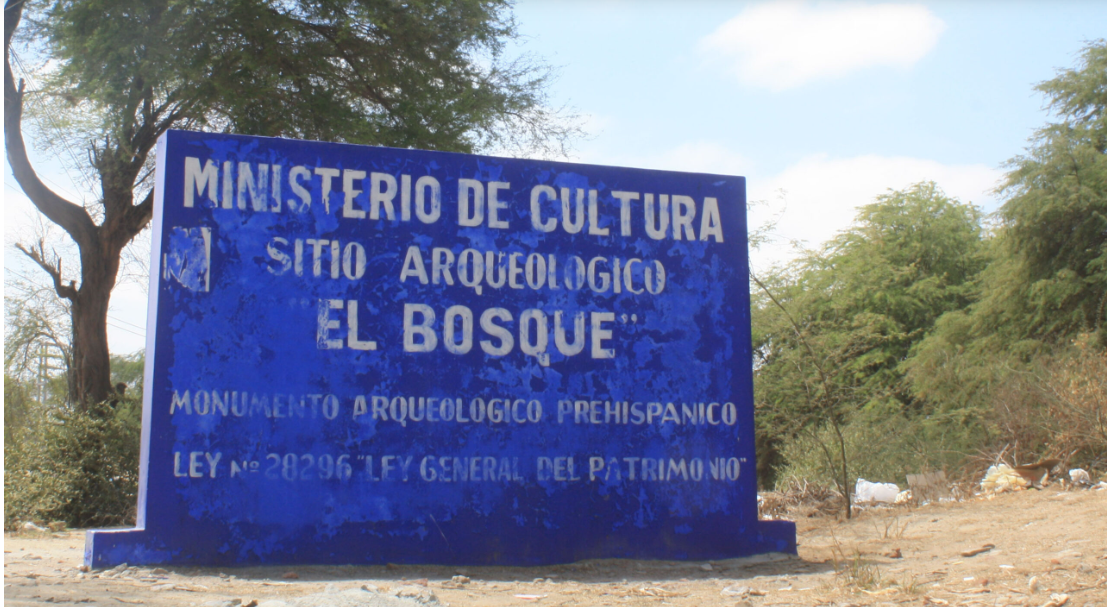 MINISTERIO DE CULTURA
SITIO ARQUEOLOGICO
"EL BOSQUE"
MONUMENTO ARQUEOLOGICO PREHISPANICO
LEY Nº 28296 "LEY GENERAL DEL PATRIMONIO"